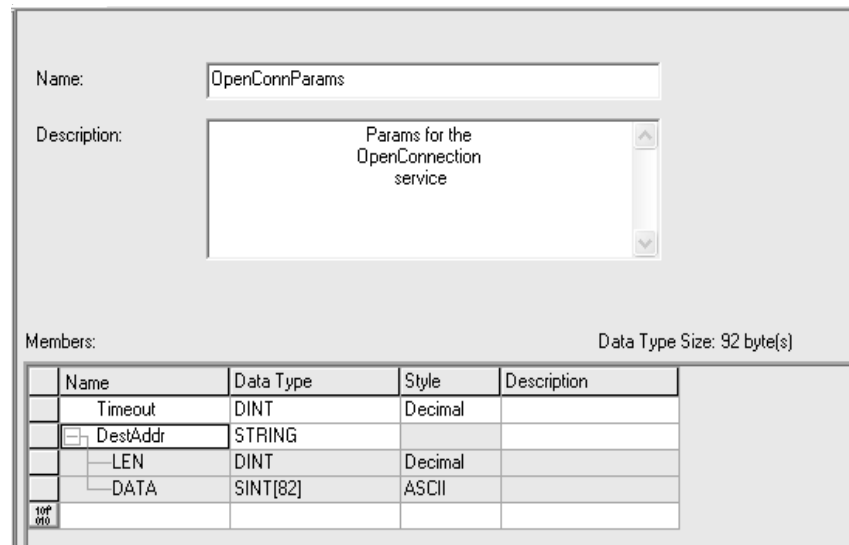 Name: OpenConnParams
Description: Params for the
OpenConnection
service
Members: Data Type Size: 92 byte(s)
Name Data Type Style Description
Timeout DINT Decimal
DestAddr STRING
LEN DINT Decimal
DATA SINT[82] ASCII